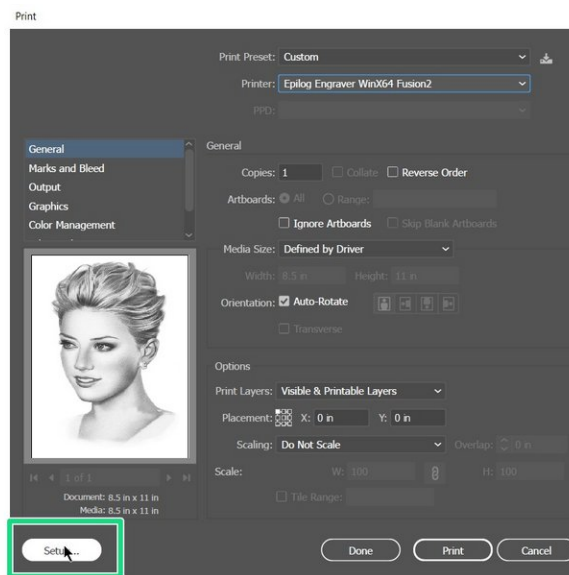 Print
Print Preset: Custom
Printer: Epilog Engraver WinX64 Fusion2
PPD:
General
Marks and Bleed
Output
Graphics
Color Management
General
Copies: 1 Collate Reverse Order
Artboards: All Range:
Ignore Artboards Skip Blank Artboards
Media Size: Defined by Driver
Width: 8.5 in Height: 11 in
Orientation: Auto-Rotate
Transverse
Options
Print Layers: Visible & Printable Layers
Placement: X: 0 in Y: 0 in
Scaling: Do Not Scale Overlap: 0 in
Scale: W: 100 H: 100
Tile Range:
1 of 1
Document: 8.5 in x 11 in
Media: 8.5 in x 11 in
Done Print Cancel